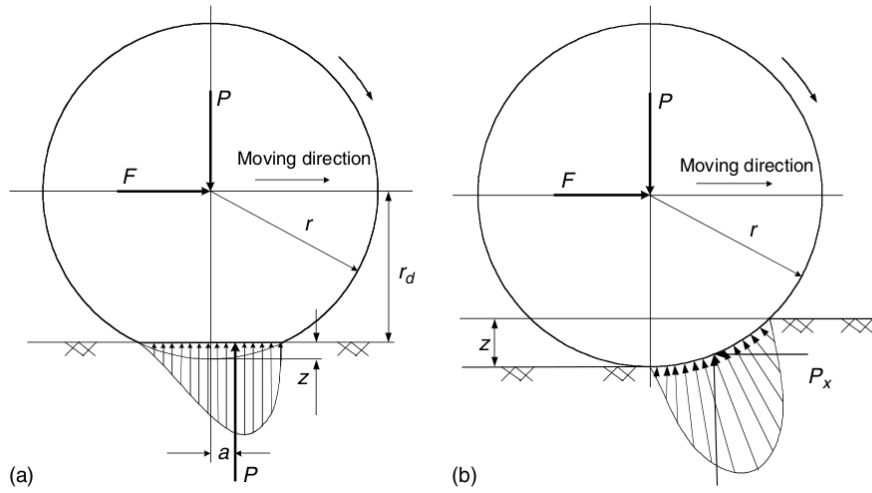 P
Moving direction
F
r
r_d
z
a
P
(a)
P
Moving direction
F
r
z
P_x
(b)